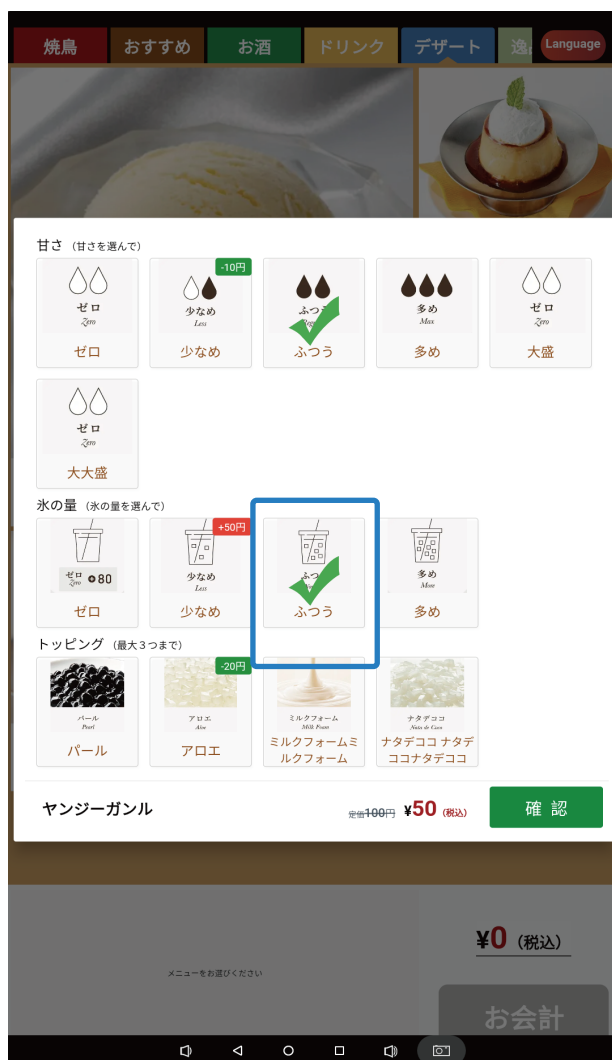 焼鳥 おすすめ お酒 ドリンク デザート 逸 Language
甘さ (甘さを選んで)
ゼロ
Zero
ゼロ
-10円
少なめ
Less
少なめ
ふつう
ふつう
多め
Max
多め
ゼロ
Zero
大盛
ゼロ
Zero
大大盛
氷の量 (氷の量を選んで)
ゼロ
Zero
+80
ゼロ
+50円
少なめ
Less
少なめ
ふつう
多め
More
多め
トッピング (最大3つまで)
パール
Pearl
パール
-20円
アロエ
Aloe
アロエ
ミルクフォーム
Milk Foam
ミルクフォームミ
ルクフォーム
ナタデココ
Nata de Coco
ナタデココ ナタデ
ココナタデココ
ヤンジーガンル
定価100円 ¥50 (税込)
確 認
¥0 (税込)
メニューをお選びください
お会計